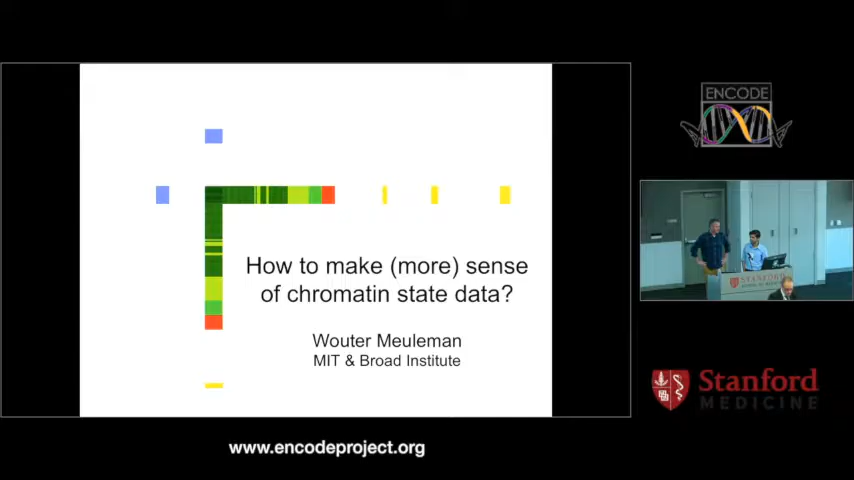 How to make (more) sense
of chromatin state data?
Wouter Meuleman
MIT & Broad Institute
ENCODE
STANFORD
Stanford
MEDICINE
www.encodeproject.org